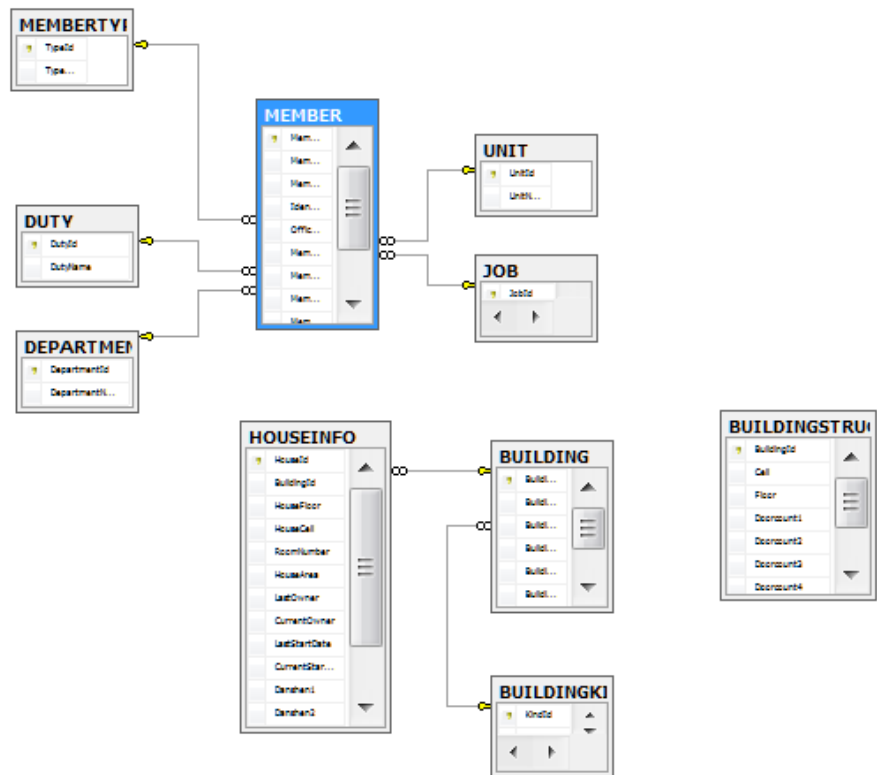 MEMBERTYI
TypeId
Type...
MEMBER
Mem...
Mem...
Mem...
Iden...
Offic...
Mem...
Mem...
Mem...
Mem
UNIT
UnitId
UnitN...
DUTY
DutyId
DutyName
JOB
JobId
DEPARTMEN
DepartmentId
DepartmentN...
HOUSEINFO
HouseId
BuildingId
HouseFloor
HouseCell
RoomNumber
HouseArea
LastOwner
CurrentOwner
LastStartDate
CurrentStar...
Danshen1
Danshen2
BUILDING
Buildi...
Buildi...
Buildi...
Buildi...
Buildi...
Buildi...
BUILDINGSTRU
BuildingId
Cell
Floor
Doorcount1
Doorcount2
Doorcount3
Doorcount4
BUILDINGKI
KindId